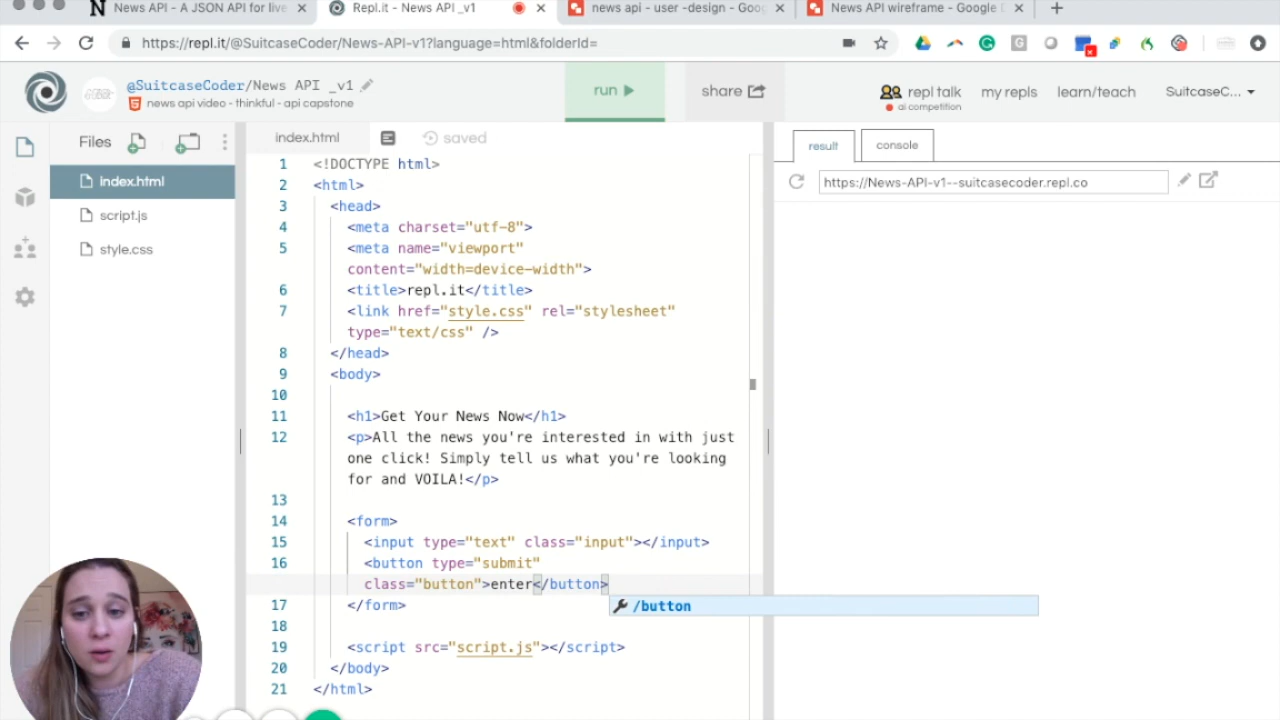 News API - A JSON API for live
Repl.it - News API _v1
news api - user -design - Goo
News API wireframe - Google D
https://repl.it/@SuitcaseCoder/News-API-v1?language=html&folderId=
@SuitcaseCoder/News API _v1
news api video - thinkful - api capstone
run
share
repl talk
ai competition
my repls
learn/teach
SuitcaseC...
Files
index.html
script.js
style.css
index.html
saved
1 <!DOCTYPE html>
2 <html>
3 <head>
4 <meta charset="utf-8">
5 <meta name="viewport"
content="width=device-width">
6 <title>repl.it</title>
7 <link href="style.css" rel="stylesheet"
type="text/css" />
8 </head>
9 <body>
10
11 <h1>Get Your News Now</h1>
12 <p>All the news you're interested in with just
one click! Simply tell us what you're looking
for and VOILA!</p>
13
14 <form>
15 <input type="text" class="input"></input>
16 <button type="submit"
class="button">enter</button>
/button
17 </form>
18
19 <script src="script.js"></script>
20 </body>
21 </html>
result
console
https://News-API-v1--suitcasecoder.repl.co